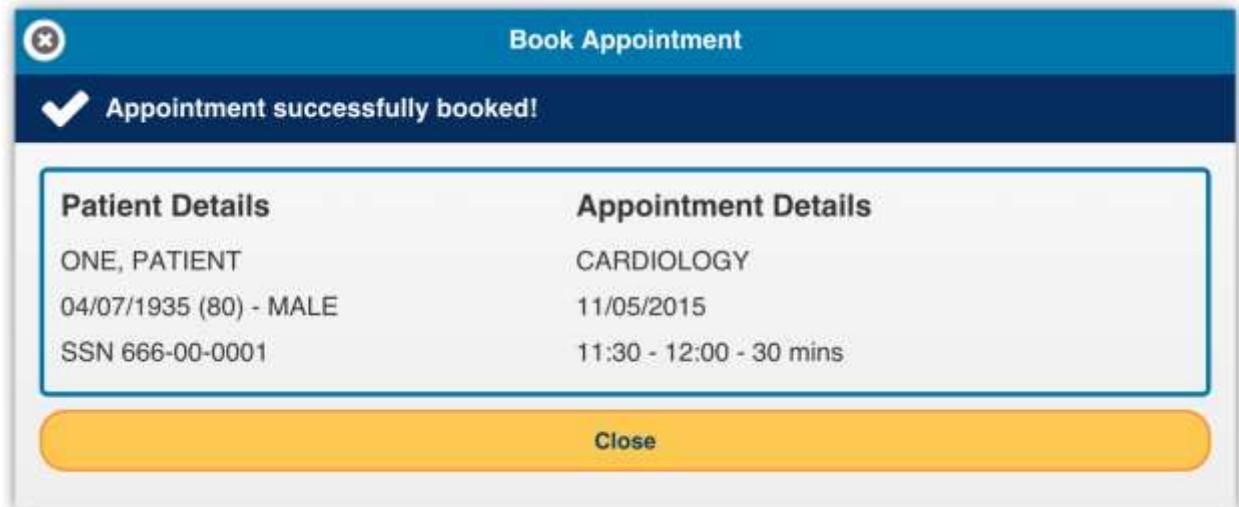 Book Appointment
Appointment successfully booked!
Patient Details
ONE, PATIENT
04/07/1935 (80) - MALE
SSN 666-00-0001
Appointment Details
CARDIOLOGY
11/05/2015
11:30 - 12:00 - 30 mins
Close